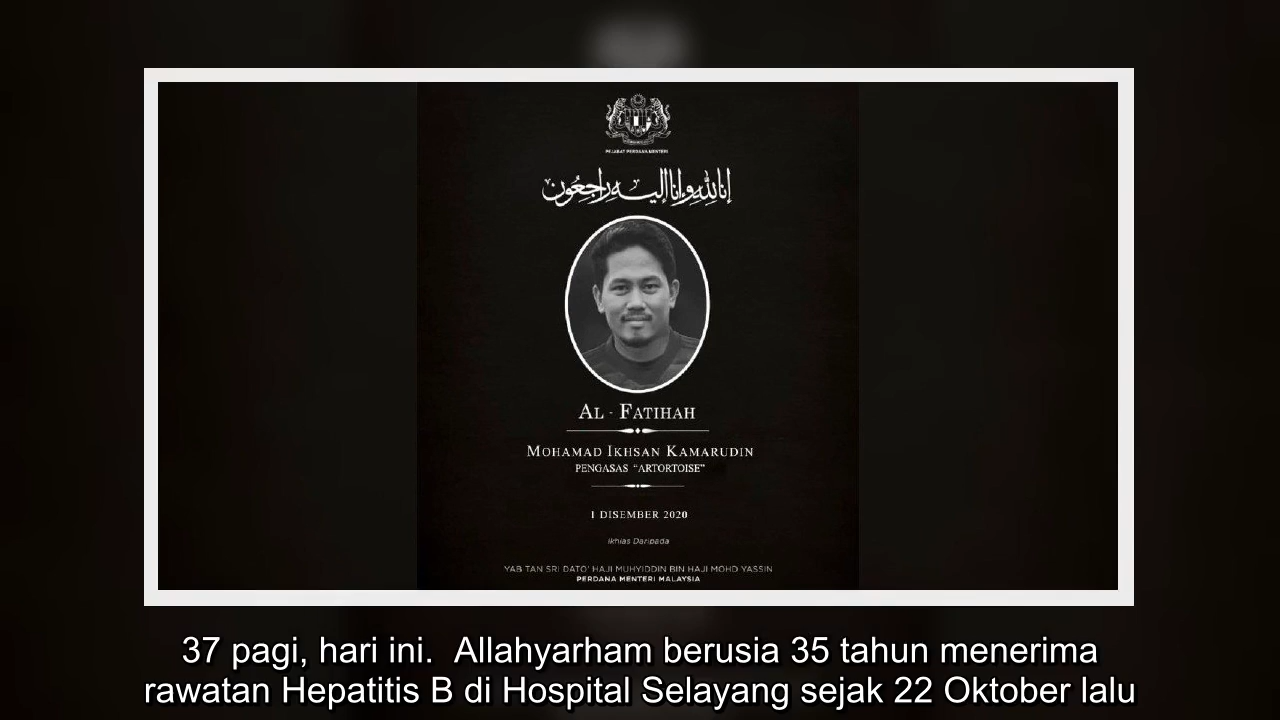 PEJABAT PERDANA MENTERI
إنا لله وإنا إليه راجعون
AL - FATIHAH
MOHAMAD IKHSAN KAMARUDIN
PENGASAS "ARTORTOISE"
1 DISEMBER 2020
Ikhlas Daripada
YAB TAN SRI DATO' HAJI MUHYIDDIN BIN HAJI MOHD YASSIN
PERDANA MENTERI MALAYSIA
37 pagi, hari ini.  Allahyarham berusia 35 tahun menerima
rawatan Hepatitis B di Hospital Selayang sejak 22 Oktober lalu